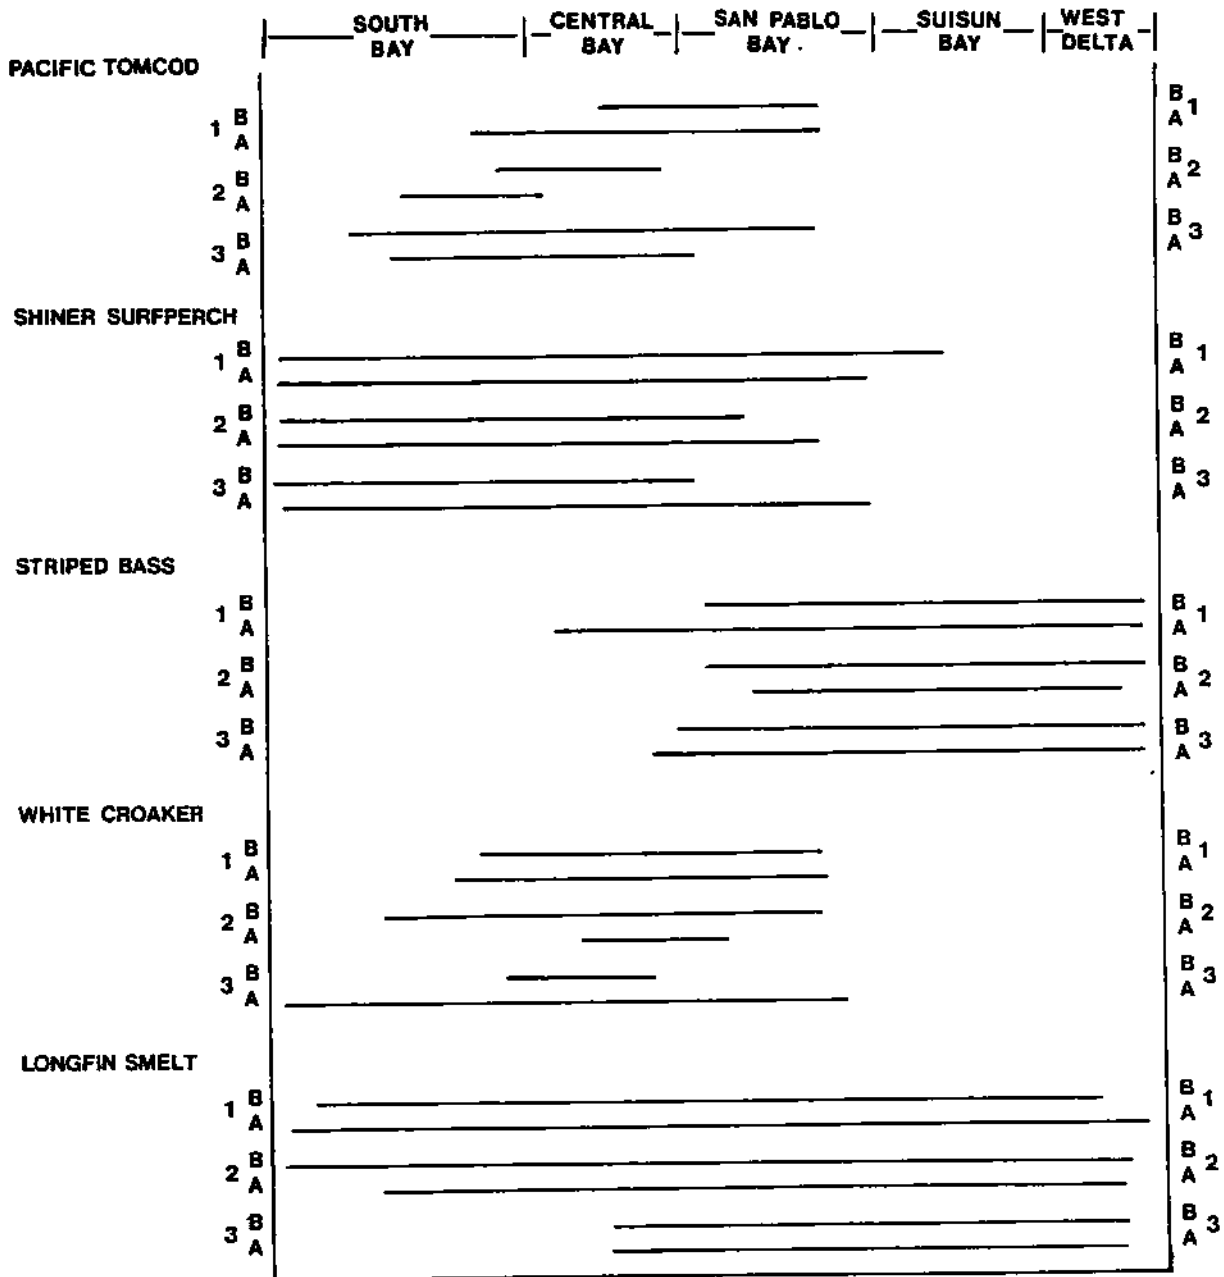 SOUTH BAY
CENTRAL BAY
SAN PABLO BAY
SUISUN BAY
WEST DELTA
PACIFIC TOMCOD
1 B A B A 1
2 B A B A 2
3 B A B A 3
SHINER SURFPERCH
1 B A B A 1
2 B A B A 2
3 B A B A 3
STRIPED BASS
1 B A B A 1
2 B A B A 2
3 B A B A 3
WHITE CROAKER
1 B A B A 1
2 B A B A 2
3 B A B A 3
LONGFIN SMELT
1 B A B A 1
2 B A B A 2
3 B A B A 3